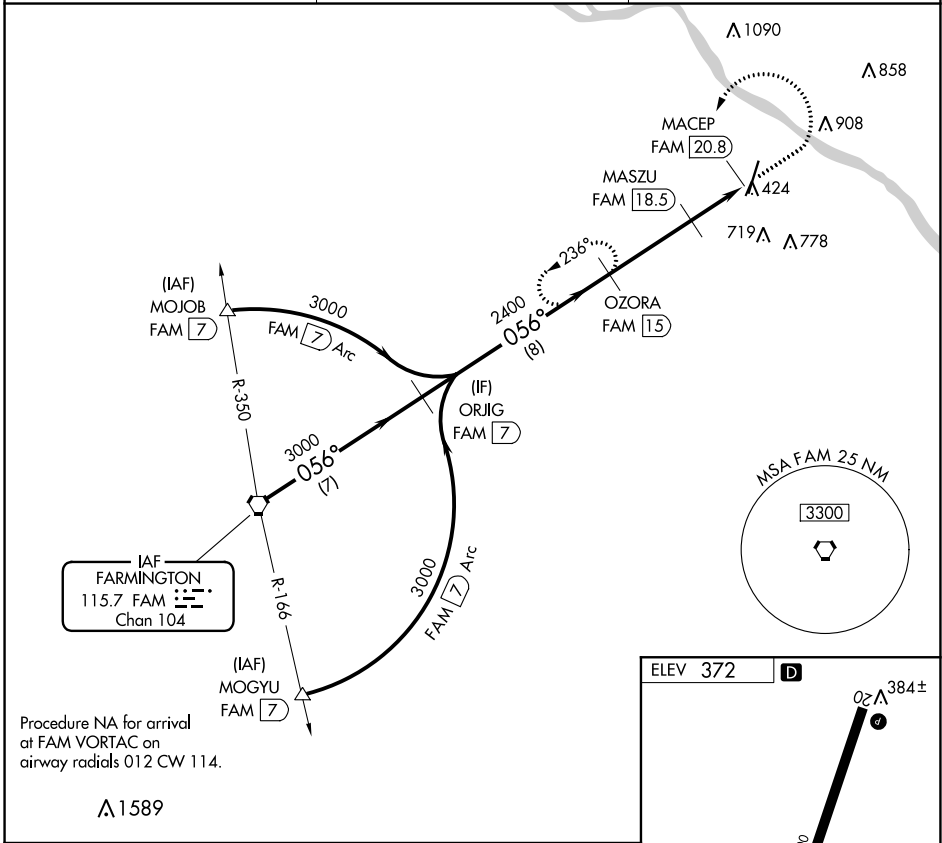 1090
858
MACEP
FAM 20.8
908
MASZU
FAM 18.5
424
719
778
236°
(IAF)
MOJOB
FAM 7
3000
FAM 7 Arc
2400
056°
(8)
OZORA
FAM 15
R-350
(IF)
ORJIG
FAM 7
3000
056°
(7)
MSA FAM 25 NM
3300
IAF
FARMINGTON
115.7 FAM
Chan 104
R-166
3000
FAM 7 Arc
(IAF)
MOGYU
FAM 7
ELEV 372
D
20
384±
P
Procedure NA for arrival
at FAM VORTAC on
airway radials 012 CW 114.
1589